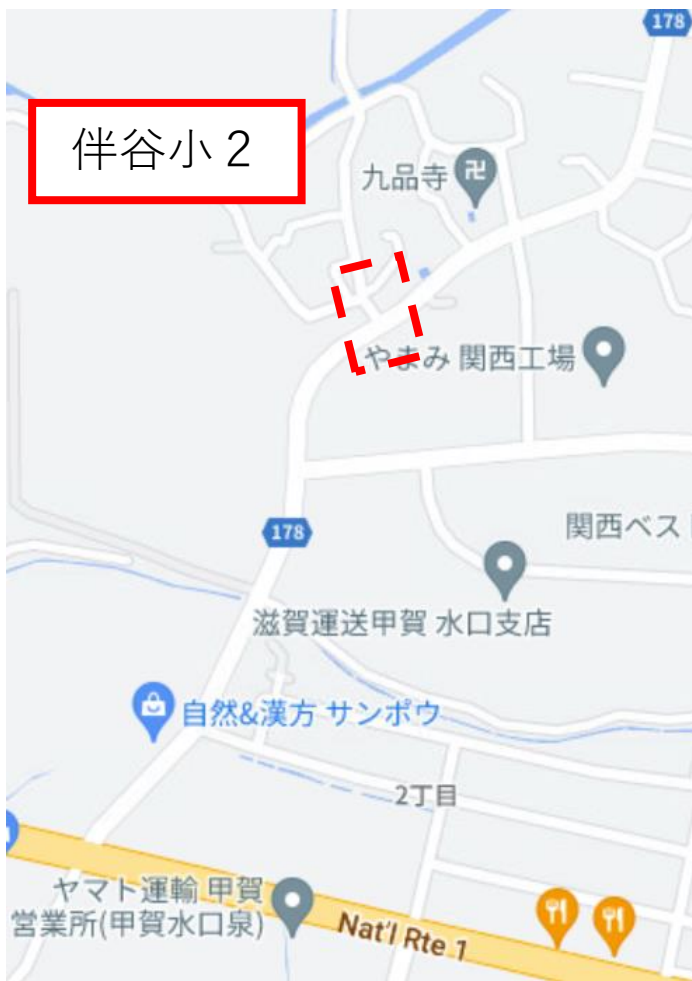 178
伴谷小２
九品寺
やまみ 関西工場
178
関西ベス
滋賀運送甲賀 水口支店
自然&漢方 サンポウ
2丁目
ヤマト運輸 甲賀
営業所(甲賀水口泉)
Nat'l Rte 1